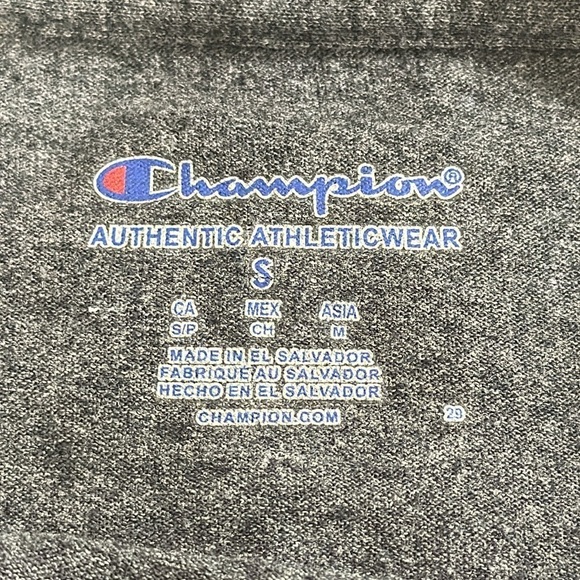 Champion®
AUTHENTIC ATHLETICWEAR
S
CA MEX ASIA
S/P CH M
MADE IN EL SALVADOR
FABRIQUE AU SALVADOR
HECHO EN EL SALVADOR
CHAMPION.COM 29